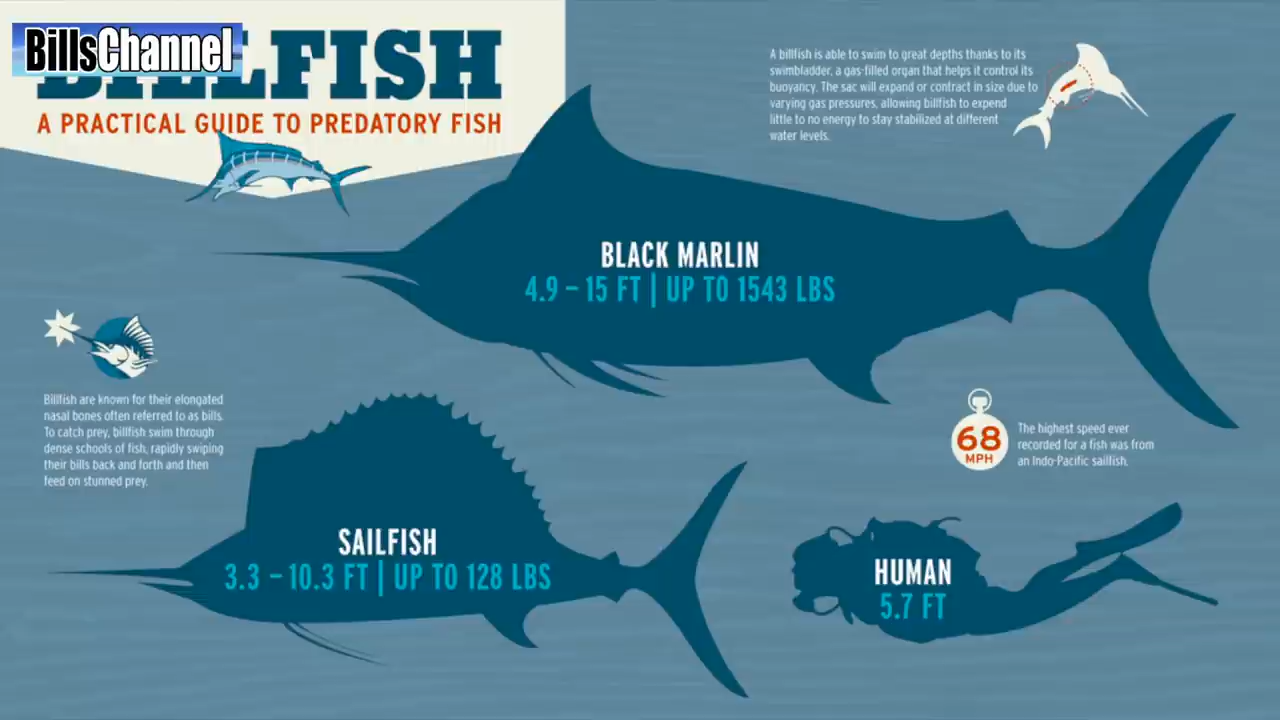 BillsChannel
BILLFISH
A PRACTICAL GUIDE TO PREDATORY FISH
A billfish is able to swim to great depths thanks to its
swimbladder, a gas-filled organ that helps it control its
buoyancy. The sac will expand or contract in size due to
varying gas pressures, allowing billfish to expend
little to no energy to stay stabilized at different
water levels.
BLACK MARLIN
4.9 – 15 FT | UP TO 1543 LBS
Billfish are known for their elongated
nasal bones often referred to as bills.
To catch prey, billfish swim through
dense schools of fish, rapidly swiping
their bills back and forth and then
feed on stunned prey.
68
MPH
The highest speed ever
recorded for a fish was from
an Indo-Pacific sailfish.
SAILFISH
3.3 – 10.3 FT | UP TO 128 LBS
HUMAN
5.7 FT